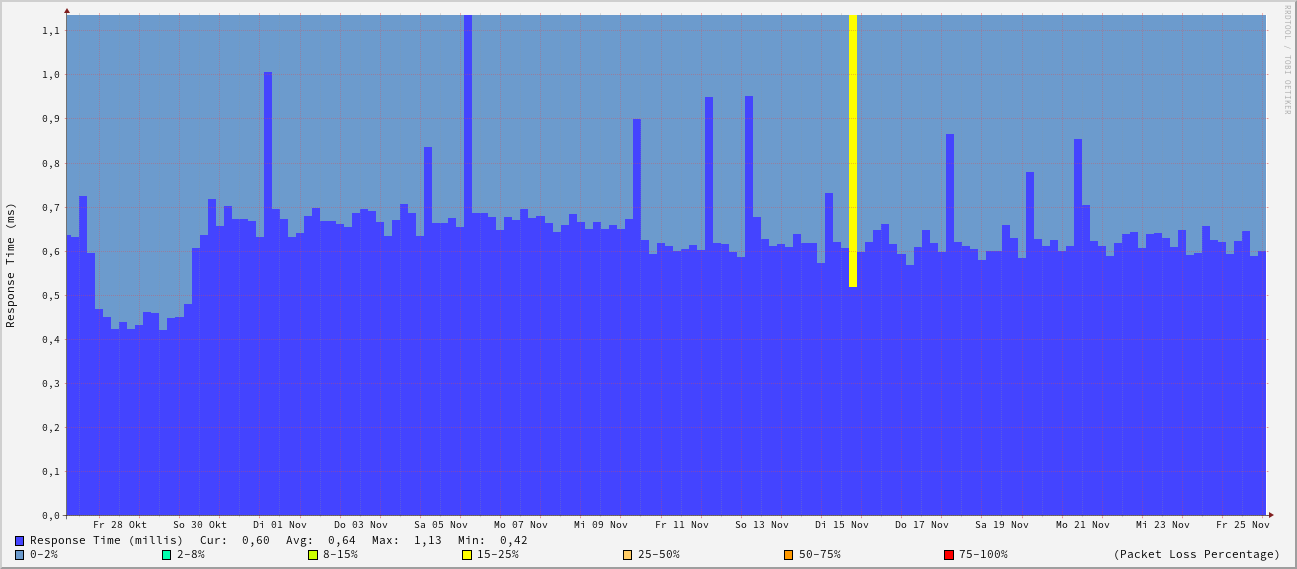 RRDTOOL / TOBI OETIKER
Response Time (ms)
1,1
1,0
0,9
0,8
0,7
0,6
0,5
0,4
0,3
0,2
0,1
0,0
Fr 28 Okt So 30 Okt Di 01 Nov Do 03 Nov Sa 05 Nov Mo 07 Nov Mi 09 Nov Fr 11 Nov So 13 Nov Di 15 Nov Do 17 Nov Sa 19 Nov Mo 21 Nov Mi 23 Nov Fr 25 Nov
Response Time (millis) Cur: 0,60 Avg: 0,64 Max: 1,13 Min: 0,42
0-2% 2-8% 8-15% 15-25% 25-50% 50-75% 75-100% (Packet Loss Percentage)